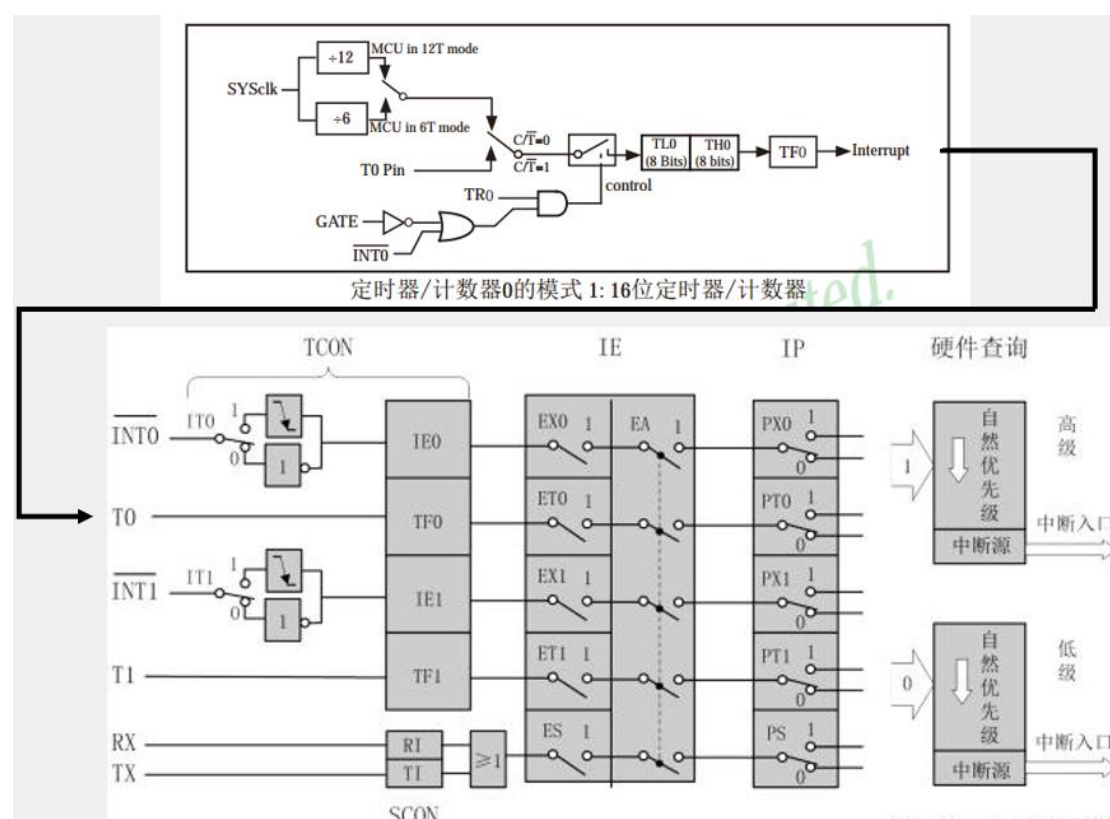 ÷12
MCU in 12T mode
SYSclk
÷6
MCU in 6T mode
C/T̅=0
T0 Pin
C/T̅=1
TL0
(8 Bits)
TH0
(8 bits)
TF0
Interrupt
TR0
control
GATE
I̅N̅T̅0̅
定时器/计数器0的模式 1: 16位定时器/计数器
ited.
TCON
IE
IP
硬件查询
I̅N̅T̅0̅
IT0
1
0
1
IE0
EX0 1
EA 1
PX0 1
0
1
自然优先级
高级
T0
TF0
ET0 1
PT0 1
0
中断源
中断入口
I̅N̅T̅1̅
IT1
1
0
1
IE1
EX1 1
PX1 1
0
T1
TF1
ET1 1
PT1 1
0
0
自然优先级
低级
RX
RI
TX
TI
≥1
ES 1
PS 1
0
中断源
中断入口
SCON